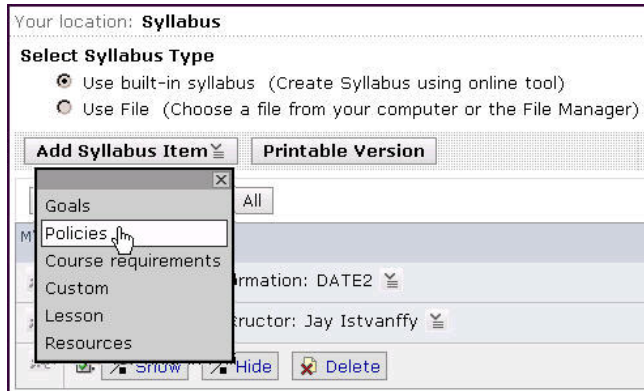 Your location: Syllabus
Select Syllabus Type
Use built-in syllabus (Create Syllabus using online tool)
Use File (Choose a file from your computer or the File Manager)
Add Syllabus Item Printable Version
All
Goals
Policies
Course requirements
Custom
rmation: DATE2
Lesson
ructor: Jay Istvanffy
Resources
Show Hide Delete